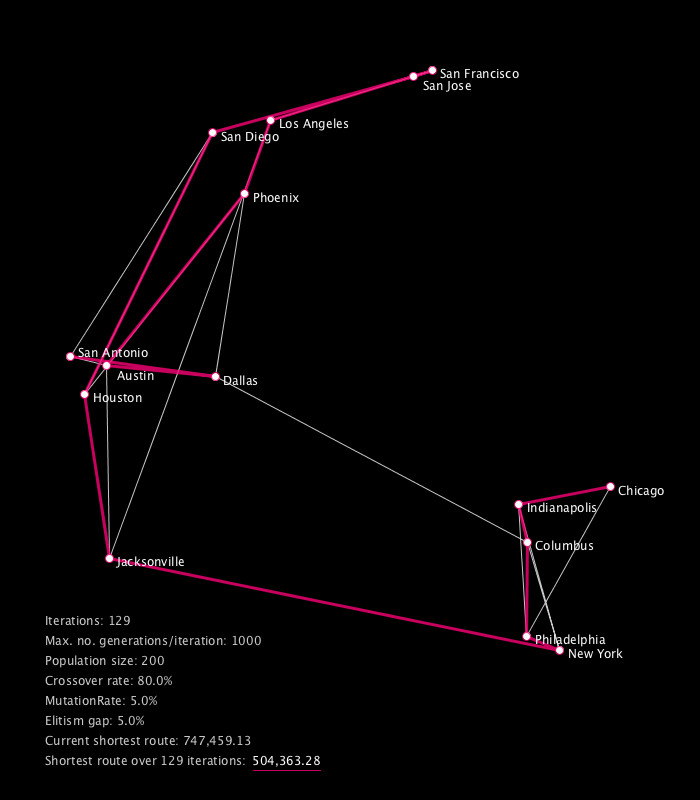 San Francisco
San Jose
Los Angeles
San Diego
Phoenix
San Antonio
Austin
Dallas
Houston
Chicago
Indianapolis
Columbus
Jacksonville
Philadelphia
New York
Iterations: 129
Max. no. generations/iteration: 1000
Population size: 200
Crossover rate: 80.0%
MutationRate: 5.0%
Elitism gap: 5.0%
Current shortest route: 747,459.13
Shortest route over 129 iterations: 504,363.28